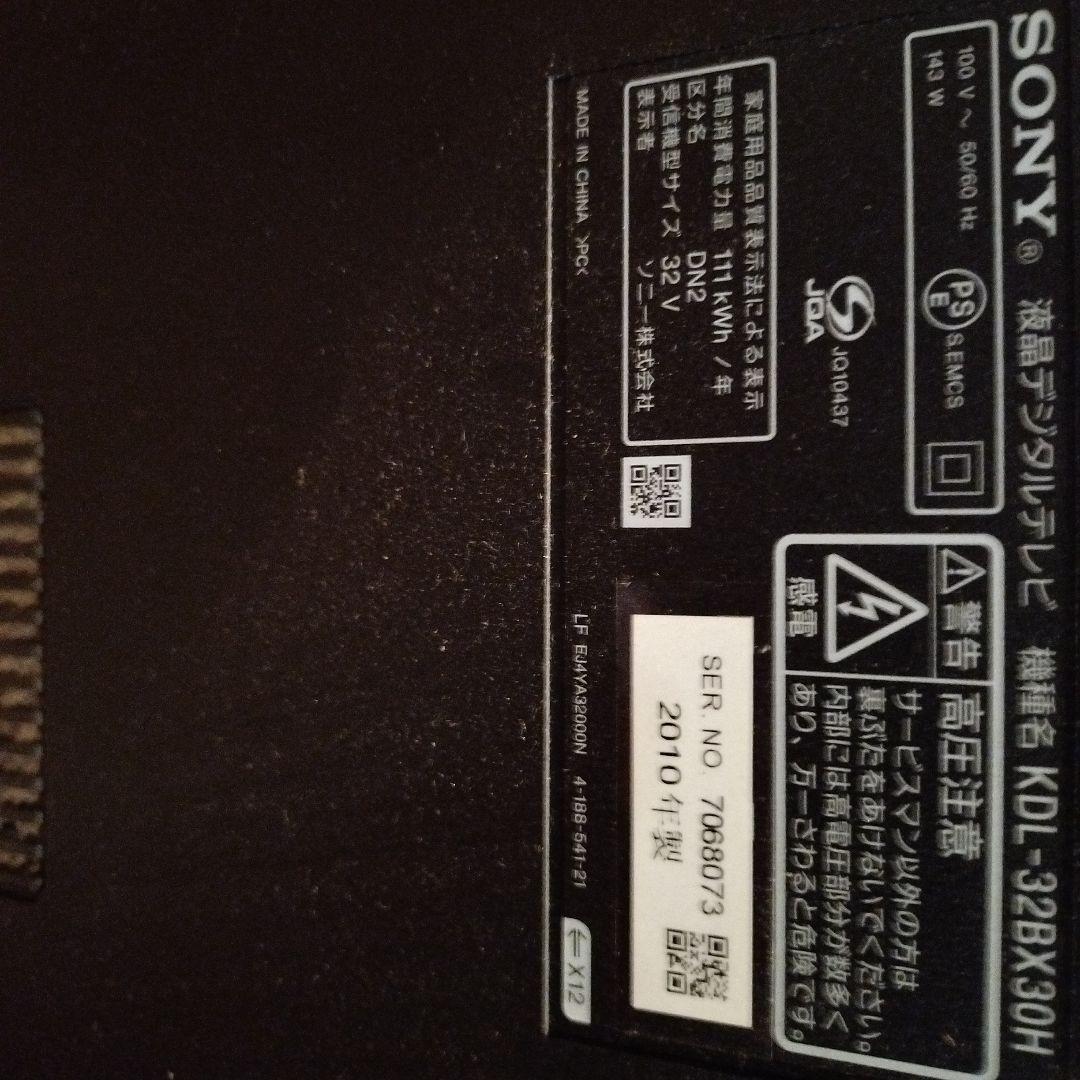 SONY® 液晶デジタルテレビ 機種名 KDL-32BX30H
100 V ～ 50/60 Hz
143 W
PS
E
S.EMCS
JQA
JQ10437
家庭用品品質表示法による表示
年間消費電力量 111 kWh / 年
区分名 DN2
受信機型サイズ 32 V
表示者 ソニー株式会社
警告 高圧注意
感電
サービスマン以外の方は
裏ぶたをあけないでください。
内部には高電圧部分が数多く
あり、万一さわると危険です。
SER. NO. 7068073
2010年製
MADE IN CHINA >PC<
LF EJ4YA32000N 4-188-541-21
← X12